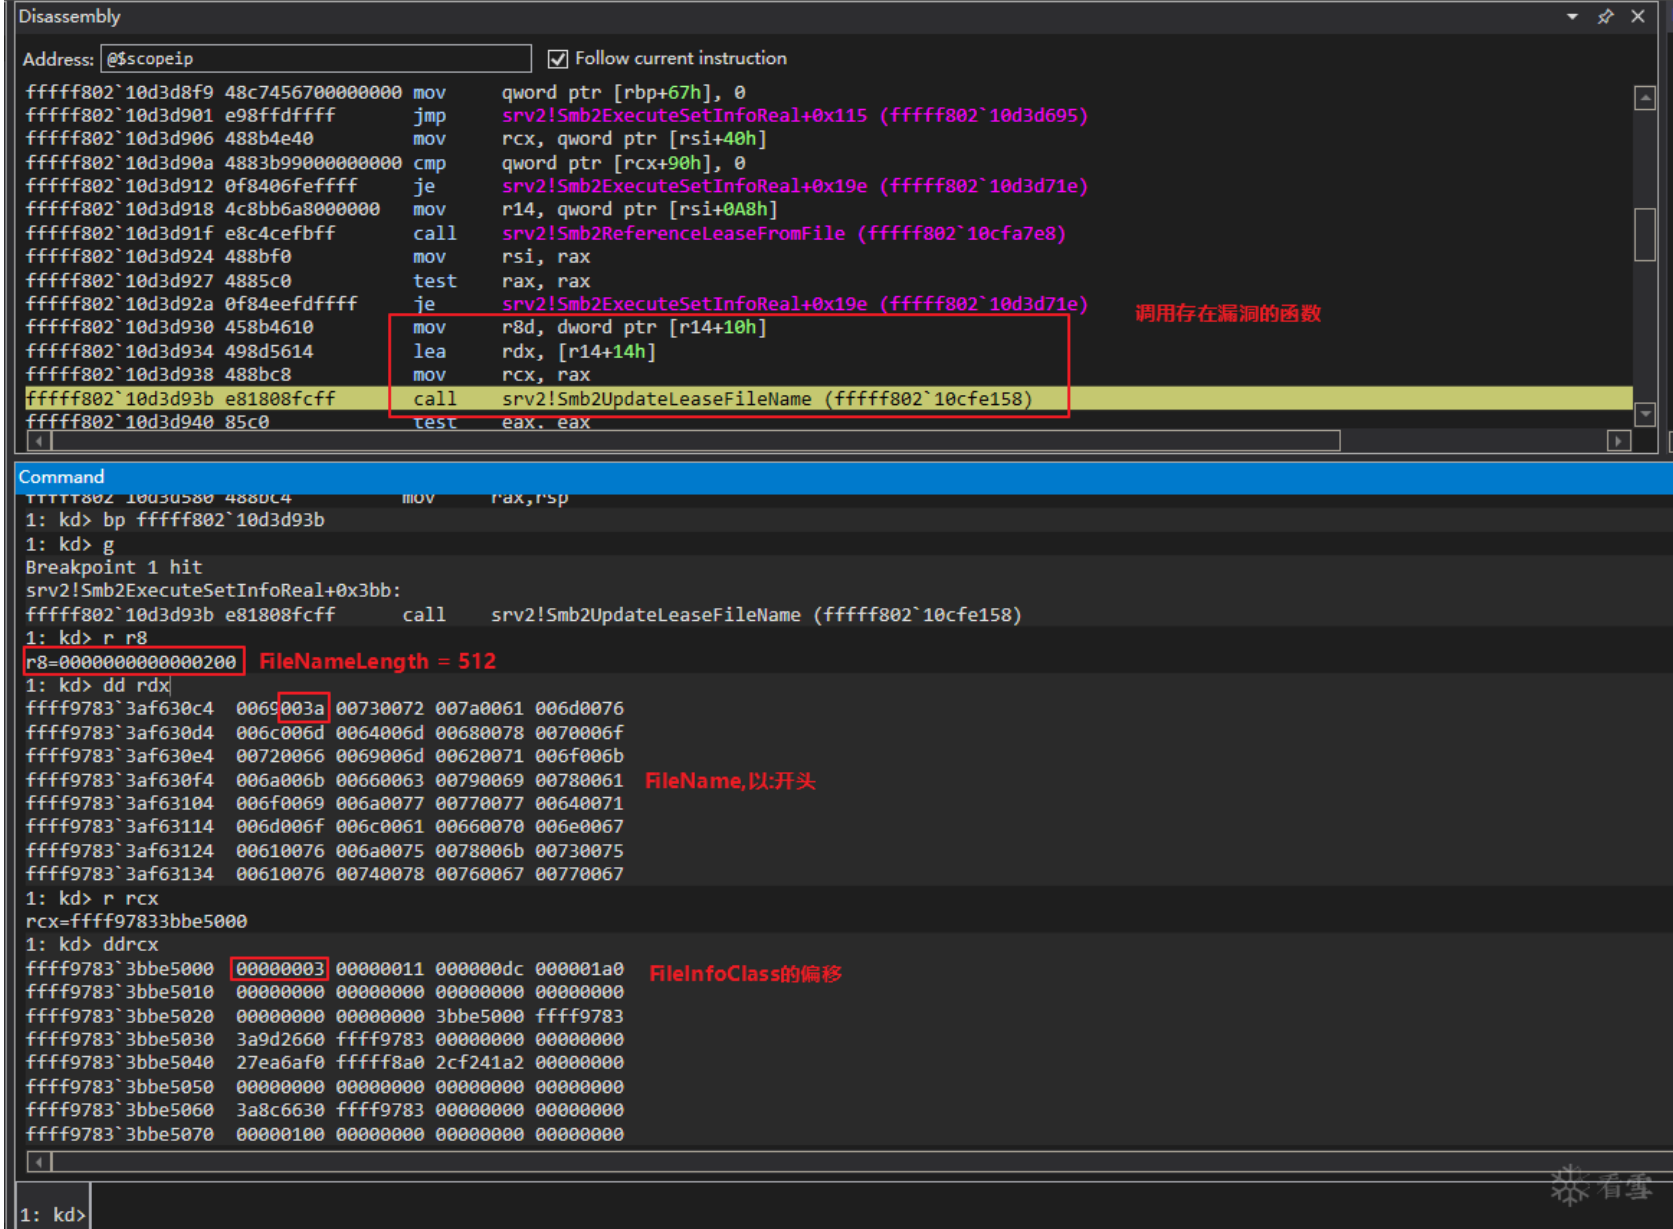 Disassembly
Address: @$scopeip Follow current instruction
fffff802`10d3d8f9 48c7456700000000 mov qword ptr [rbp+67h], 0
fffff802`10d3d901 e98ffdffff jmp srv2!Smb2ExecuteSetInfoReal+0x115 (fffff802`10d3d695)
fffff802`10d3d906 488b4e40 mov rcx, qword ptr [rsi+40h]
fffff802`10d3d90a 4883b99000000000 cmp qword ptr [rcx+90h], 0
fffff802`10d3d912 0f8406feffff je srv2!Smb2ExecuteSetInfoReal+0x19e (fffff802`10d3d71e)
fffff802`10d3d918 4c8bb6a8000000 mov r14, qword ptr [rsi+0A8h]
fffff802`10d3d91f e8c4cefbff call srv2!Smb2ReferenceLeaseFromFile (fffff802`10cfa7e8)
fffff802`10d3d924 488bf0 mov rsi, rax
fffff802`10d3d927 4885c0 test rax, rax
fffff802`10d3d92a 0f84eefdffff je srv2!Smb2ExecuteSetInfoReal+0x19e (fffff802`10d3d71e)
调用存在漏洞的函数
fffff802`10d3d930 458b4610 mov r8d, dword ptr [r14+10h]
fffff802`10d3d934 498d5614 lea rdx, [r14+14h]
fffff802`10d3d938 488bc8 mov rcx, rax
fffff802`10d3d93b e81808fcff call srv2!Smb2UpdateLeaseFileName (fffff802`10cfe158)
fffff802`10d3d940 85c0 test eax, eax
Command
fffff802`10d3d580 488bc4 mov rax,rsp
1: kd> bp fffff802`10d3d93b
1: kd> g
Breakpoint 1 hit
srv2!Smb2ExecuteSetInfoReal+0x3bb:
fffff802`10d3d93b e81808fcff call srv2!Smb2UpdateLeaseFileName (fffff802`10cfe158)
1: kd> r r8
r8=0000000000000200 FileNameLength = 512
1: kd> dd rdx
ffff9783`3af630c4 0069003a 00730072 007a0061 006d0076
ffff9783`3af630d4 006c006d 0064006d 00680078 0070006f
ffff9783`3af630e4 00720066 0069006d 00620071 006f006b
ffff9783`3af630f4 006a006b 00660063 00790069 00780061 FileName,以:开头
ffff9783`3af63104 006f0069 006a0077 00770077 00640071
ffff9783`3af63114 006d006f 006c0061 00660070 006e0067
ffff9783`3af63124 00610076 006a0075 0078006b 00730075
ffff9783`3af63134 00610076 00740078 00760067 00770067
1: kd> r rcx
rcx=ffff97833bbe5000
1: kd> ddrcx
ffff9783`3bbe5000 00000003 00000011 000000dc 000001a0 FileInfoClass的偏移
ffff9783`3bbe5010 00000000 00000000 00000000 00000000
ffff9783`3bbe5020 00000000 00000000 3bbe5000 ffff9783
ffff9783`3bbe5030 3a9d2660 ffff9783 00000000 00000000
ffff9783`3bbe5040 27ea6af0 fffff8a0 2cf241a2 00000000
ffff9783`3bbe5050 00000000 00000000 00000000 00000000
ffff9783`3bbe5060 3a8c6630 ffff9783 00000000 00000000
ffff9783`3bbe5070 00000100 00000000 00000000 00000000
看雪
1: kd>